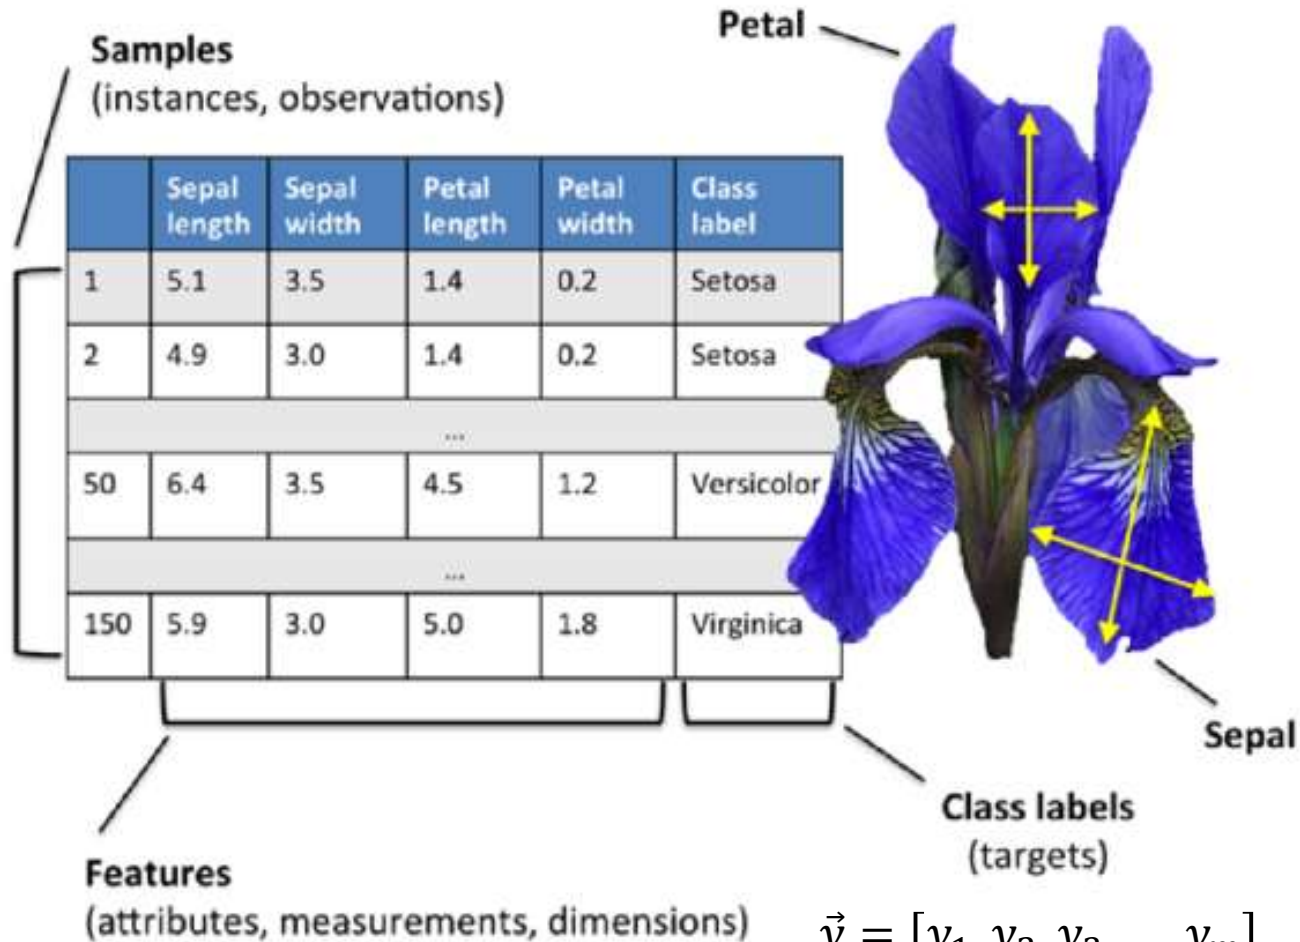 Petal
Samples
(instances, observations)
Sepal length Sepal width Petal length Petal width Class label
1 5.1 3.5 1.4 0.2 Setosa
2 4.9 3.0 1.4 0.2 Setosa
...
50 6.4 3.5 4.5 1.2 Versicolor
...
150 5.9 3.0 5.0 1.8 Virginica
Sepal
Class labels
(targets)
Features
(attributes, measurements, dimensions)